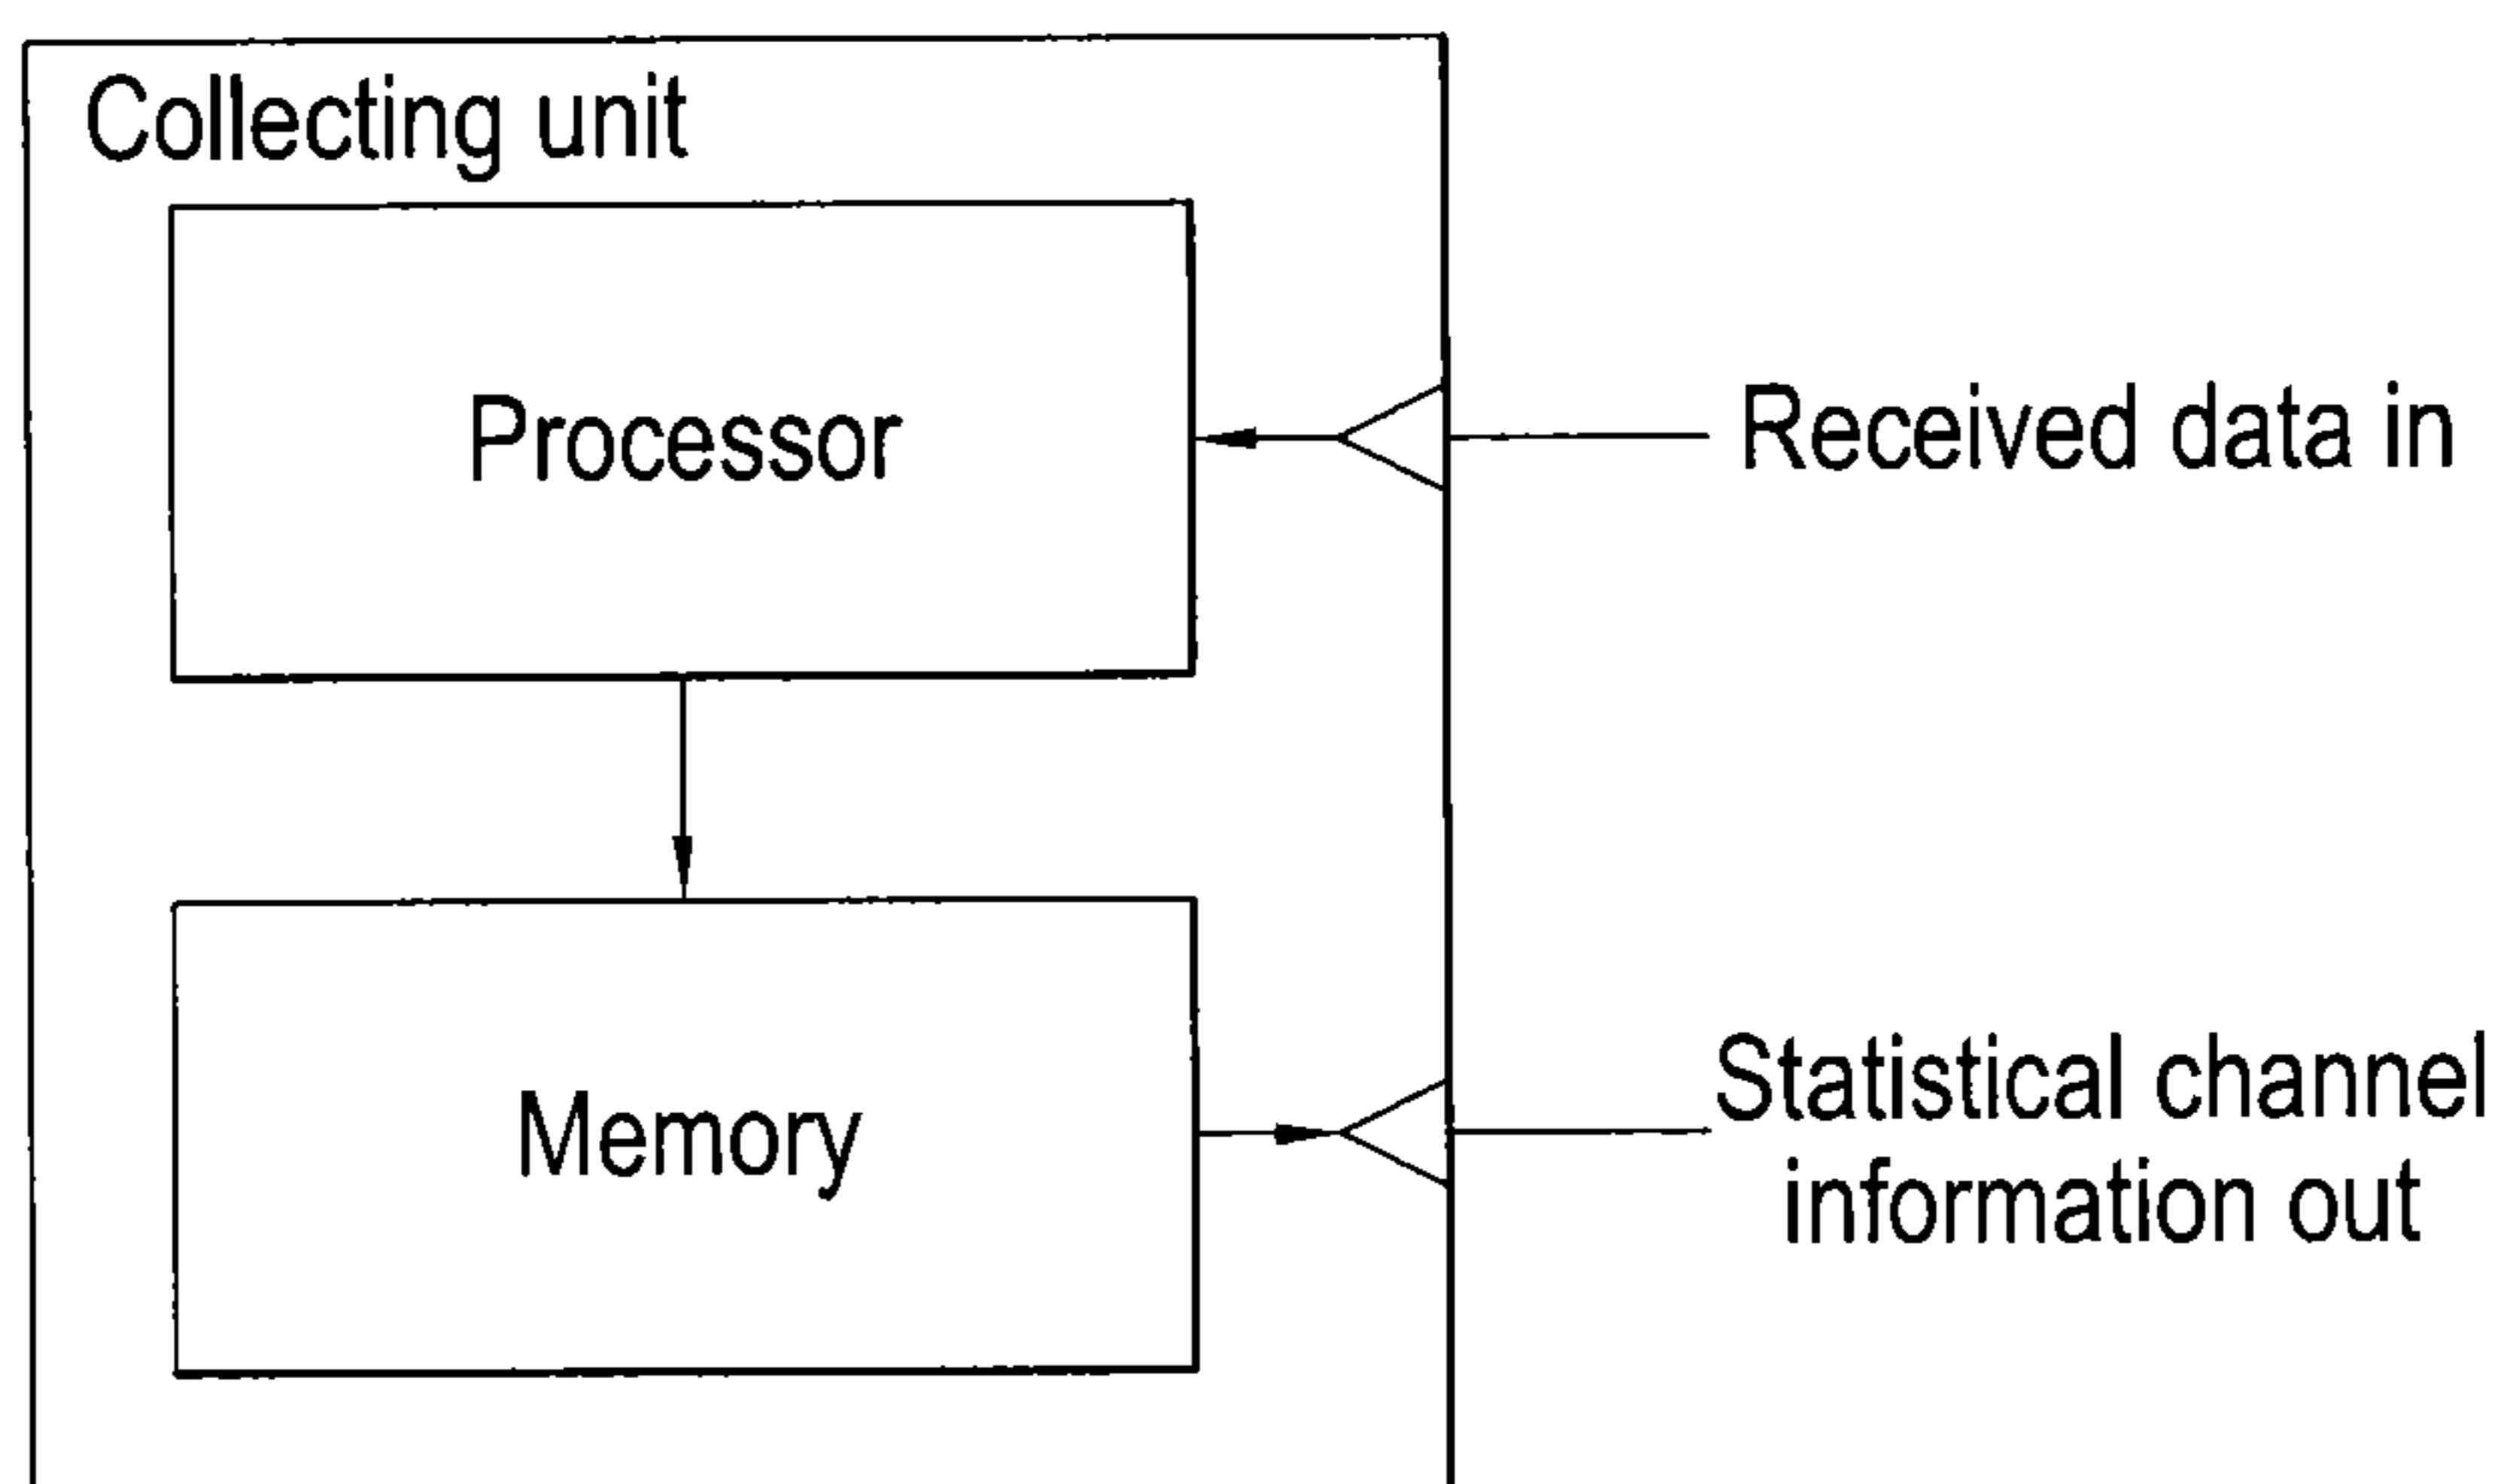 Collecting unit
Processor
Received data in
Memory
Statistical channel
information out